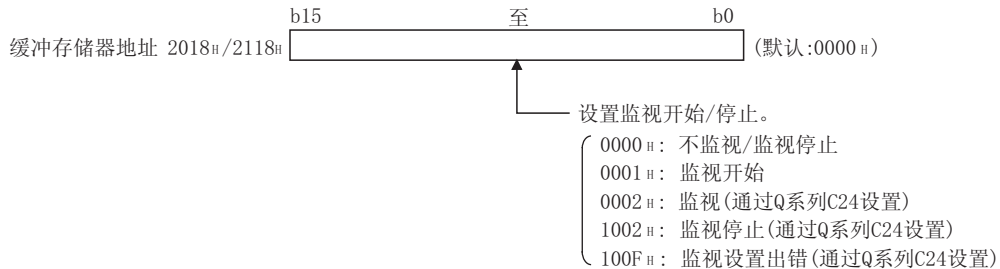 b15 至 b0
缓冲存储器地址 2018H/2118H (默认:0000H)
设置监视开始/停止。
0000H: 不监视/监视停止
0001H: 监视开始
0002H: 监视(通过Q系列C24设置)
1002H: 监视停止(通过Q系列C24设置)
100FH: 监视设置出错(通过Q系列C24设置)